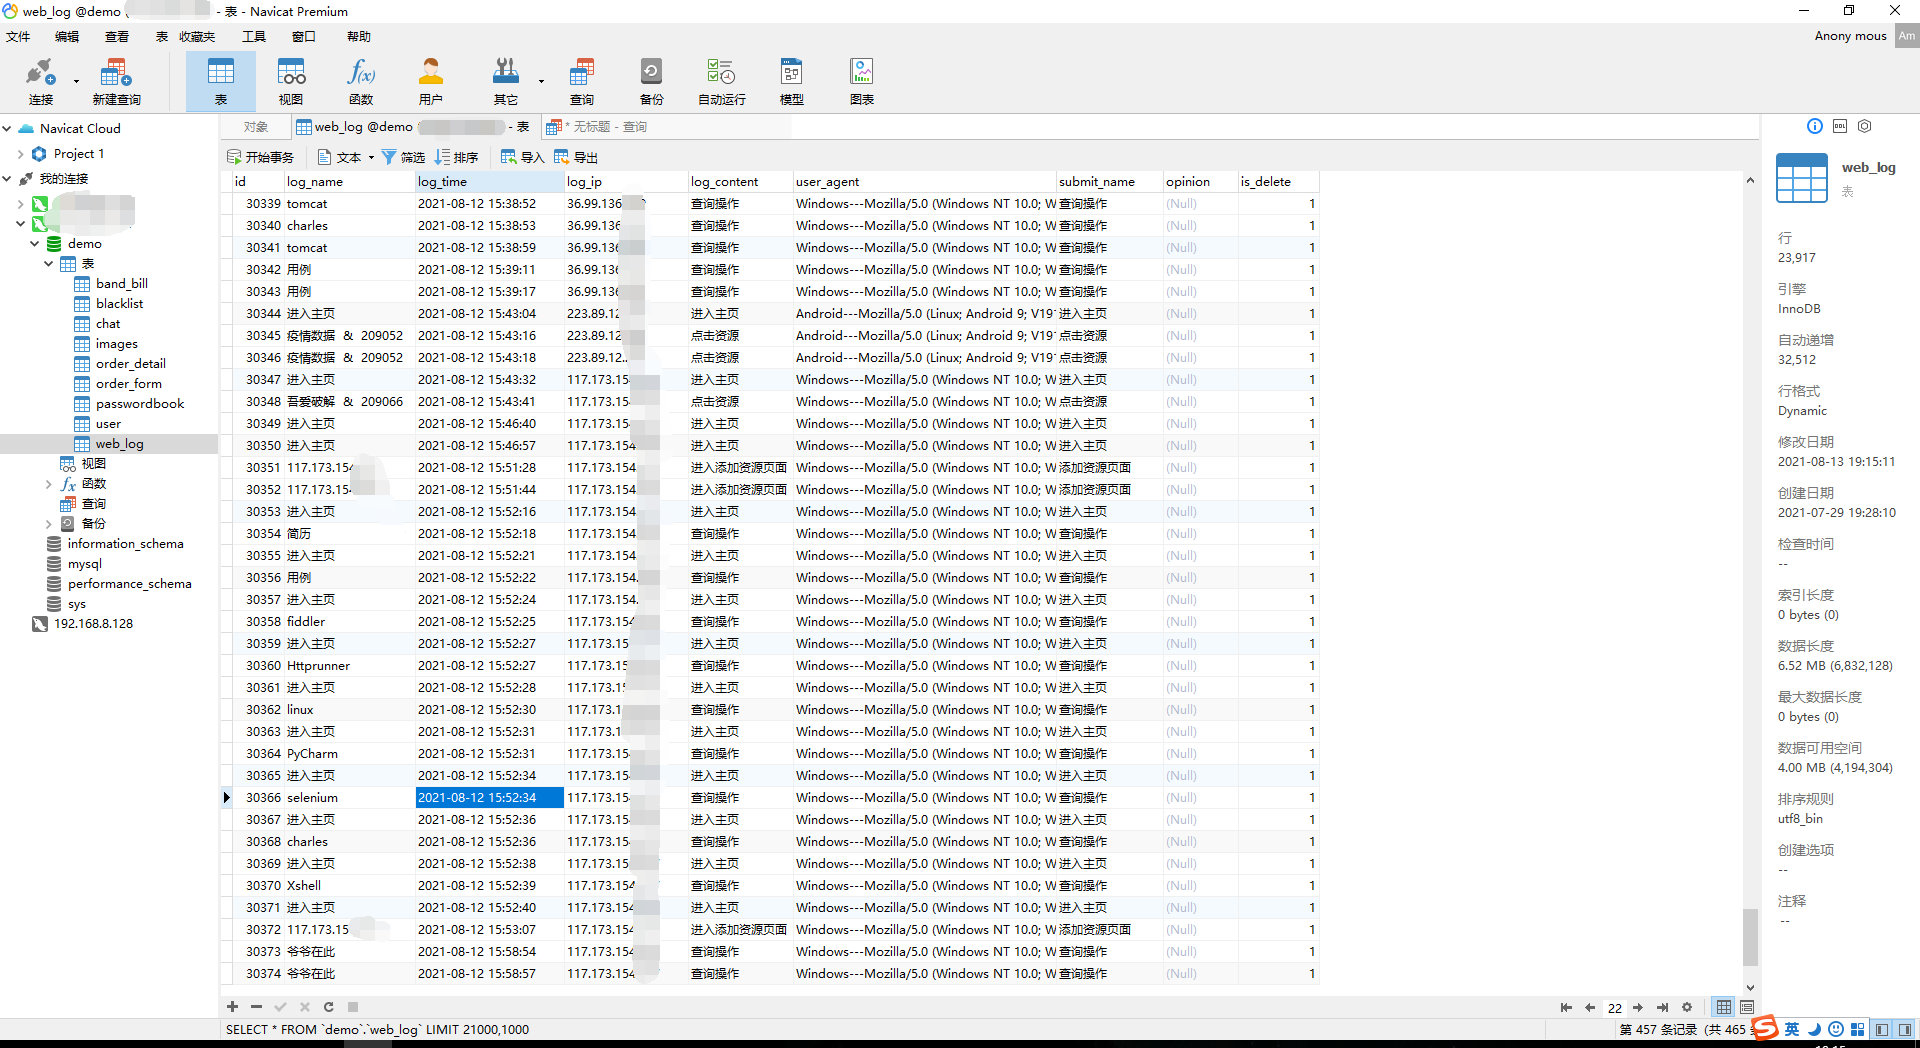 web_log @demo ( - 表 - Navicat Premium
文件 编辑 查看 表 收藏夹 工具 窗口 帮助
Anony mous Am
连接 新建查询 表 视图 函数 用户 其它 查询 备份 自动运行 模型 图表
对象 web_log @demo - 表 * 无标题 - 查询
开始事务 文本 筛选 排序 导入 导出
Navicat Cloud
Project 1
我的连接
demo
表
band_bill
blacklist
chat
images
order_detail
order_form
passwordbook
user
web_log
视图
函数
查询
备份
information_schema
mysql
performance_schema
sys
192.168.8.128
id log_name log_time log_ip log_content user_agent submit_name opinion is_delete
30339 tomcat 2021-08-12 15:38:52 36.99.136 查询操作 Windows---Mozilla/5.0 (Windows NT 10.0; W 查询操作 (Null) 1
30340 charles 2021-08-12 15:38:53 36.99.136 查询操作 Windows---Mozilla/5.0 (Windows NT 10.0; W 查询操作 (Null) 1
30341 tomcat 2021-08-12 15:38:59 36.99.136 查询操作 Windows---Mozilla/5.0 (Windows NT 10.0; W 查询操作 (Null) 1
30342 用例 2021-08-12 15:39:11 36.99.136 查询操作 Windows---Mozilla/5.0 (Windows NT 10.0; W 查询操作 (Null) 1
30343 用例 2021-08-12 15:39:17 36.99.136 查询操作 Windows---Mozilla/5.0 (Windows NT 10.0; W 查询操作 (Null) 1
30344 进入主页 2021-08-12 15:43:04 223.89.12 进入主页 Android---Mozilla/5.0 (Linux; Android 9; V19 进入主页 (Null) 1
30345 疫情数据 & 209052 2021-08-12 15:43:16 223.89.12 点击资源 Android---Mozilla/5.0 (Linux; Android 9; V19 点击资源 (Null) 1
30346 疫情数据 & 209052 2021-08-12 15:43:18 223.89.12. 点击资源 Android---Mozilla/5.0 (Linux; Android 9; V19 点击资源 (Null) 1
30347 进入主页 2021-08-12 15:43:32 117.173.15 进入主页 Windows---Mozilla/5.0 (Windows NT 10.0; W 进入主页 (Null) 1
30348 吾爱破解 & 209066 2021-08-12 15:43:41 117.173.15 点击资源 Windows---Mozilla/5.0 (Windows NT 10.0; W 点击资源 (Null) 1
30349 进入主页 2021-08-12 15:46:40 117.173.15 进入主页 Windows---Mozilla/5.0 (Windows NT 10.0; W 进入主页 (Null) 1
30350 进入主页 2021-08-12 15:46:57 117.173.154 进入主页 Windows---Mozilla/5.0 (Windows NT 10.0; W 进入主页 (Null) 1
30351 117.173.154 2021-08-12 15:51:28 117.173.154 进入添加资源页面 Windows---Mozilla/5.0 (Windows NT 10.0; W 添加资源页面 (Null) 1
30352 117.173.154 2021-08-12 15:51:44 117.173.154 进入添加资源页面 Windows---Mozilla/5.0 (Windows NT 10.0; W 添加资源页面 (Null) 1
30353 进入主页 2021-08-12 15:52:16 117.173.154 进入主页 Windows---Mozilla/5.0 (Windows NT 10.0; W 进入主页 (Null) 1
30354 简历 2021-08-12 15:52:18 117.173.154. 查询操作 Windows---Mozilla/5.0 (Windows NT 10.0; W 查询操作 (Null) 1
30355 进入主页 2021-08-12 15:52:21 117.173.154. 进入主页 Windows---Mozilla/5.0 (Windows NT 10.0; W 进入主页 (Null) 1
30356 用例 2021-08-12 15:52:22 117.173.154. 查询操作 Windows---Mozilla/5.0 (Windows NT 10.0; W 查询操作 (Null) 1
30357 进入主页 2021-08-12 15:52:24 117.173.154. 进入主页 Windows---Mozilla/5.0 (Windows NT 10.0; W 进入主页 (Null) 1
30358 fiddler 2021-08-12 15:52:25 117.173.154 查询操作 Windows---Mozilla/5.0 (Windows NT 10.0; W 查询操作 (Null) 1
30359 进入主页 2021-08-12 15:52:27 117.173.154 进入主页 Windows---Mozilla/5.0 (Windows NT 10.0; W 进入主页 (Null) 1
30360 Httprunner 2021-08-12 15:52:27 117.173.15 查询操作 Windows---Mozilla/5.0 (Windows NT 10.0; W 查询操作 (Null) 1
30361 进入主页 2021-08-12 15:52:28 117.173.15 进入主页 Windows---Mozilla/5.0 (Windows NT 10.0; W 进入主页 (Null) 1
30362 linux 2021-08-12 15:52:30 117.173.1 查询操作 Windows---Mozilla/5.0 (Windows NT 10.0; W 查询操作 (Null) 1
30363 进入主页 2021-08-12 15:52:31 117.173.1 进入主页 Windows---Mozilla/5.0 (Windows NT 10.0; W 进入主页 (Null) 1
30364 PyCharm 2021-08-12 15:52:31 117.173.15 查询操作 Windows---Mozilla/5.0 (Windows NT 10.0; W 查询操作 (Null) 1
30365 进入主页 2021-08-12 15:52:34 117.173.15 进入主页 Windows---Mozilla/5.0 (Windows NT 10.0; W 进入主页 (Null) 1
30366 selenium 2021-08-12 15:52:34 117.173.15 查询操作 Windows---Mozilla/5.0 (Windows NT 10.0; W 查询操作 (Null) 1
30367 进入主页 2021-08-12 15:52:36 117.173.15 进入主页 Windows---Mozilla/5.0 (Windows NT 10.0; W 进入主页 (Null) 1
30368 charles 2021-08-12 15:52:36 117.173.15 查询操作 Windows---Mozilla/5.0 (Windows NT 10.0; W 查询操作 (Null) 1
30369 进入主页 2021-08-12 15:52:38 117.173.15 进入主页 Windows---Mozilla/5.0 (Windows NT 10.0; W 进入主页 (Null) 1
30370 Xshell 2021-08-12 15:52:39 117.173.154 查询操作 Windows---Mozilla/5.0 (Windows NT 10.0; W 查询操作 (Null) 1
30371 进入主页 2021-08-12 15:52:40 117.173.154 进入主页 Windows---Mozilla/5.0 (Windows NT 10.0; W 进入主页 (Null) 1
30372 117.173.15 2021-08-12 15:53:07 117.173.154 进入添加资源页面 Windows---Mozilla/5.0 (Windows NT 10.0; W 添加资源页面 (Null) 1
30373 爷爷在此 2021-08-12 15:58:54 117.173.154 查询操作 Windows---Mozilla/5.0 (Windows NT 10.0; W 查询操作 (Null) 1
30374 爷爷在此 2021-08-12 15:58:57 117.173.154 查询操作 Windows---Mozilla/5.0 (Windows NT 10.0; W 查询操作 (Null) 1
22
SELECT * FROM `demo`.`web_log` LIMIT 21000,1000
第 457 条记录 (共 465
英
DDL
web_log
表
行
23,917
引擎
InnoDB
自动递增
32,512
行格式
Dynamic
修改日期
2021-08-13 19:15:11
创建日期
2021-07-29 19:28:10
检查时间
--
索引长度
0 bytes (0)
数据长度
6.52 MB (6,832,128)
最大数据长度
0 bytes (0)
数据可用空间
4.00 MB (4,194,304)
排序规则
utf8_bin
创建选项
--
注释
--